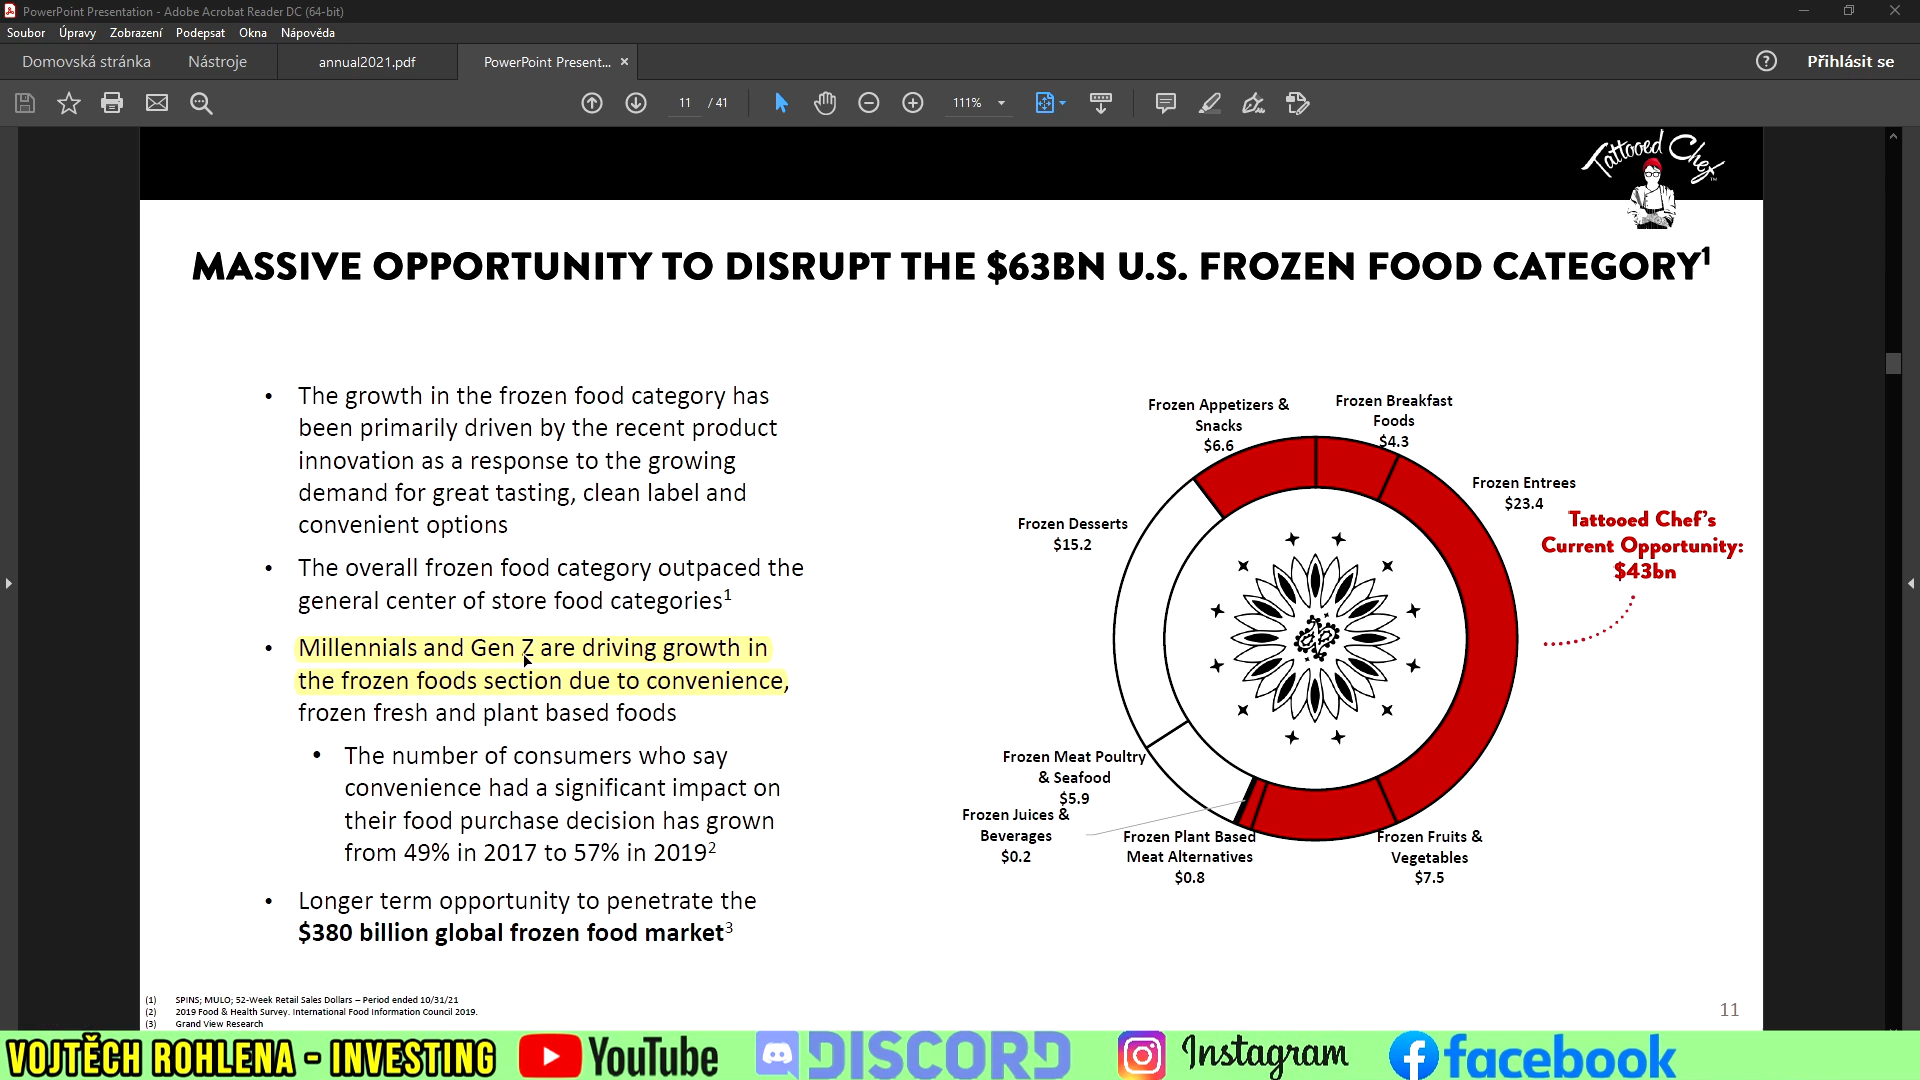 PowerPoint Presentation - Adobe Acrobat Reader DC (64-bit)
Soubor Úpravy Zobrazení Podepsat Okna Nápověda
Domovská stránka Nástroje annual2021.pdf PowerPoint Present... × Přihlásit se
11 / 41 111%
Tattooed Chef™
MASSIVE OPPORTUNITY TO DISRUPT THE $63BN U.S. FROZEN FOOD CATEGORY¹
• The growth in the frozen food category has
been primarily driven by the recent product
innovation as a response to the growing
demand for great tasting, clean label and
convenient options
• The overall frozen food category outpaced the
general center of store food categories¹
• Millennials and Gen Z are driving growth in
the frozen foods section due to convenience,
frozen fresh and plant based foods
• The number of consumers who say
convenience had a significant impact on
their food purchase decision has grown
from 49% in 2017 to 57% in 2019²
• Longer term opportunity to penetrate the
$380 billion global frozen food market³
Frozen Appetizers &
Snacks
$6.6
Frozen Breakfast
Foods
$4.3
Frozen Entrees
$23.4
Tattooed Chef's
Current Opportunity:
$43bn
Frozen Desserts
$15.2
Frozen Meat Poultry
& Seafood
$5.9
Frozen Juices &
Beverages
$0.2
Frozen Plant Based
Meat Alternatives
$0.8
Frozen Fruits &
Vegetables
$7.5
(1) SPINS; MULO; 52-Week Retail Sales Dollars – Period ended 10/31/21
(2) 2019 Food & Health Survey. International Food Information Council 2019.
(3) Grand View Research
11
VOJTĚCH ROHLENA - INVESTING YouTube DISCORD Instagram facebook